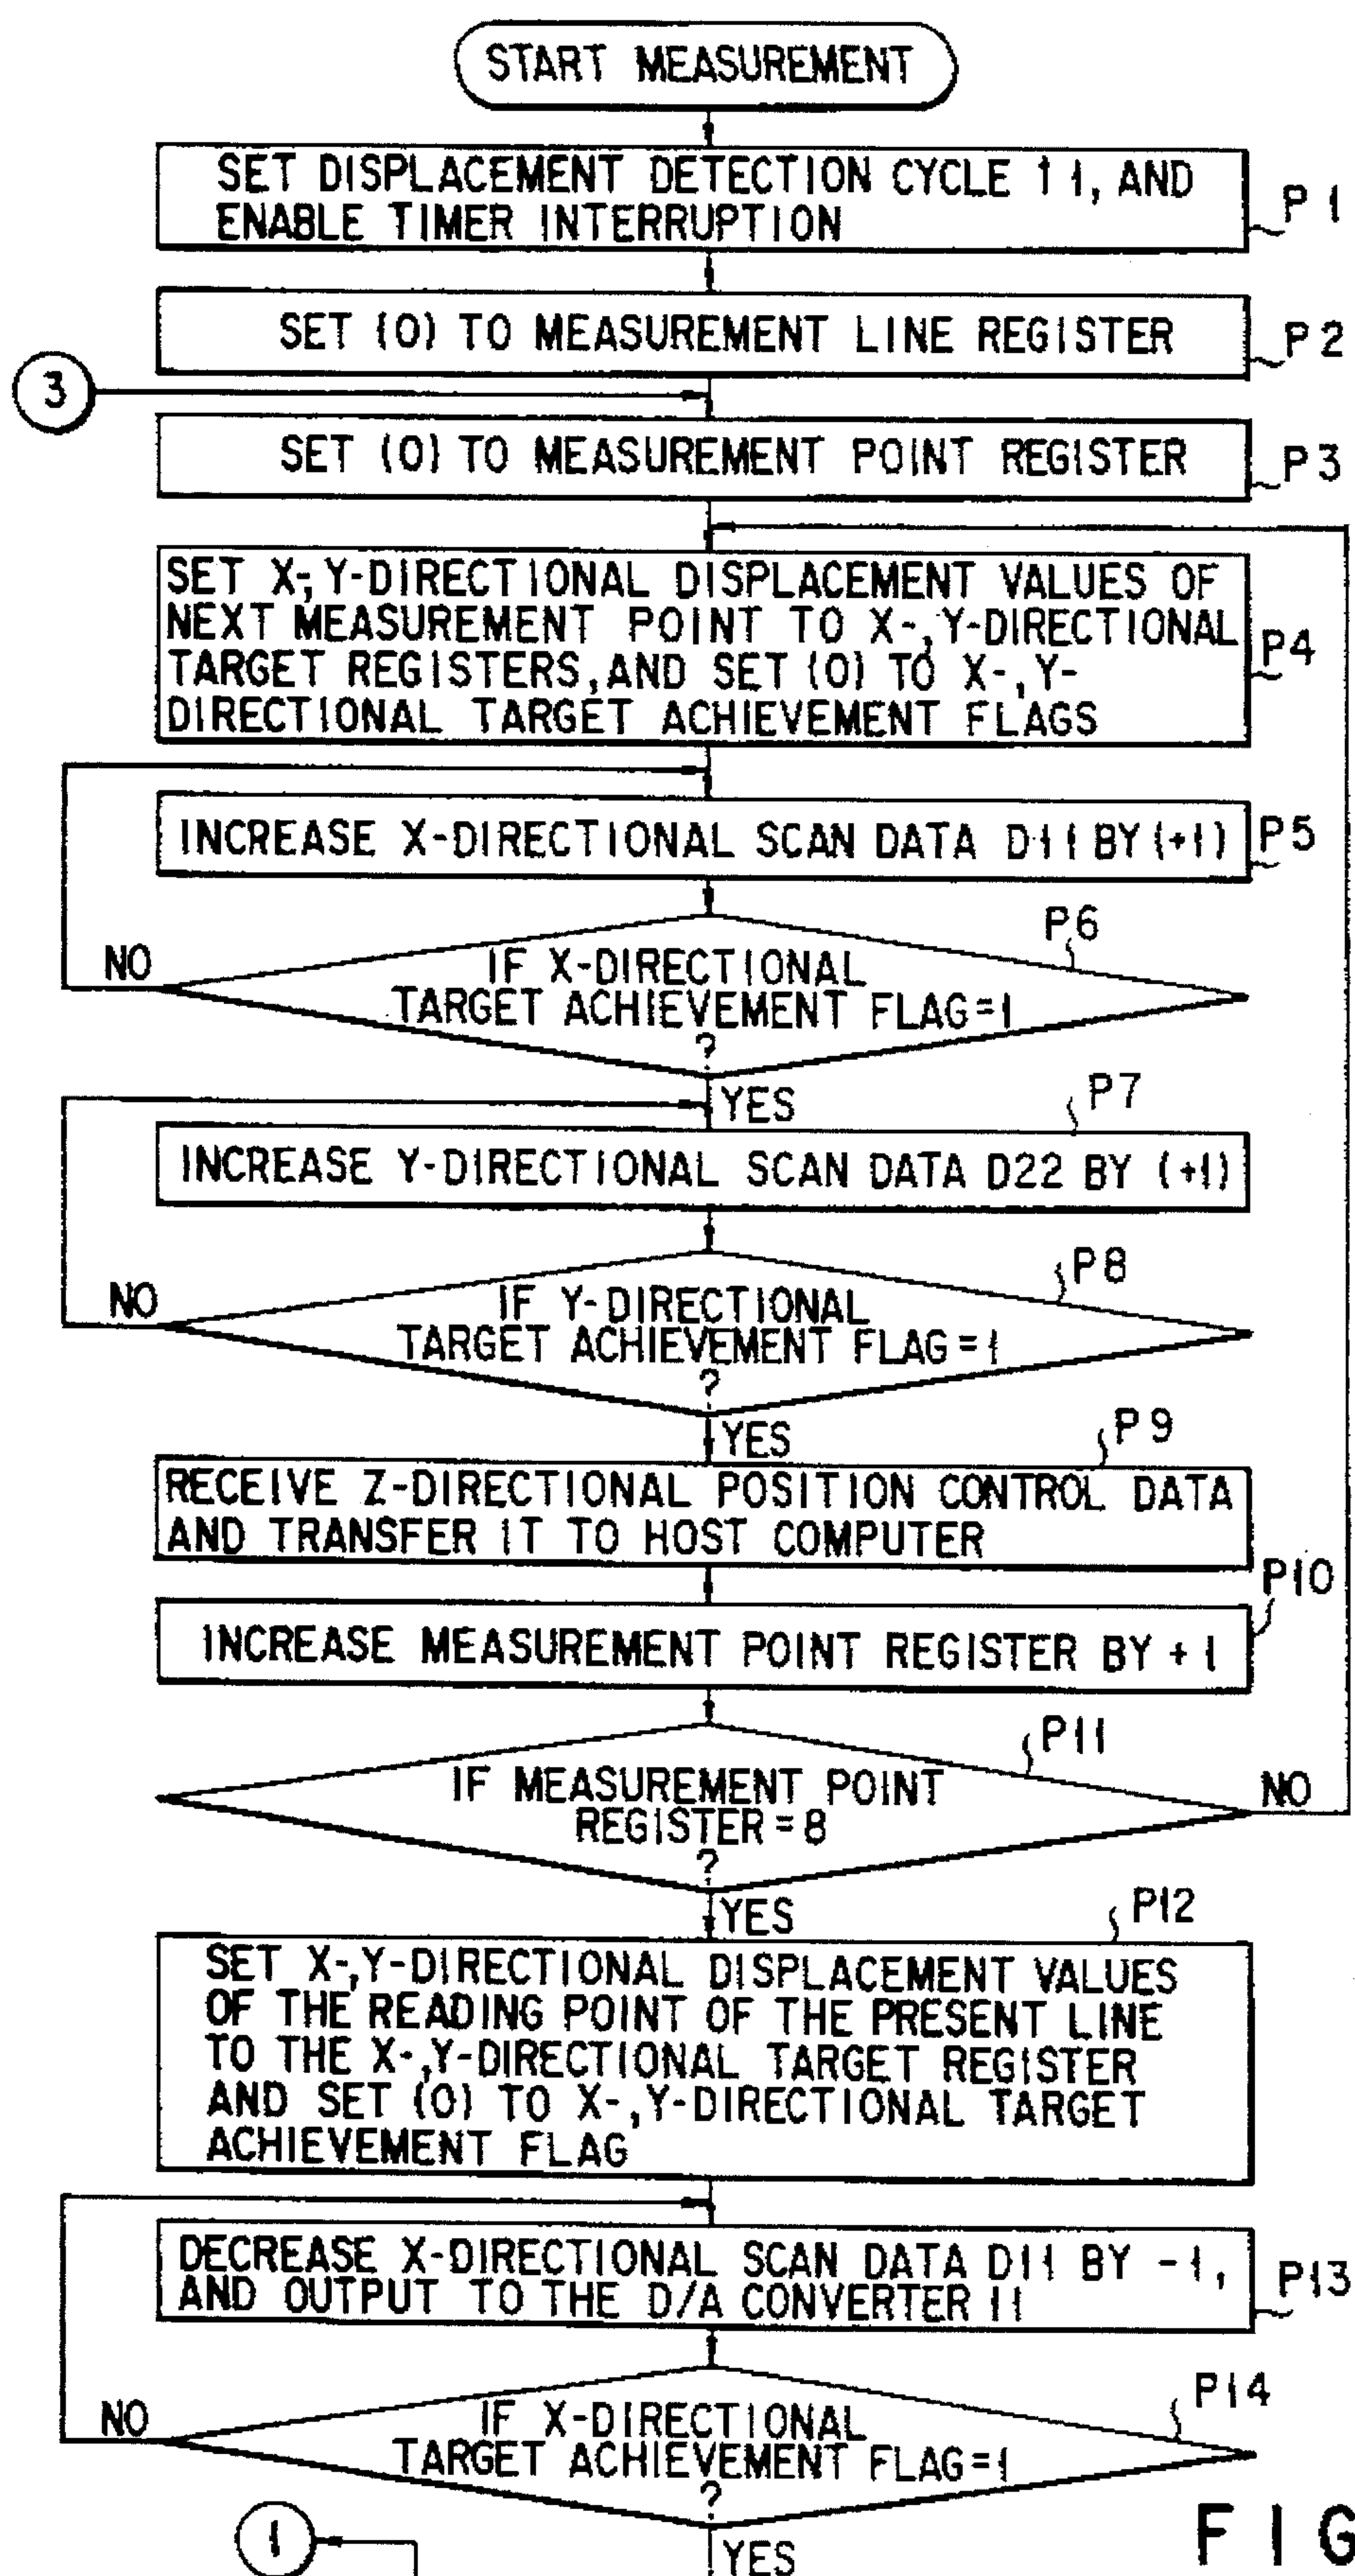 START MEASUREMENT
SET DISPLACEMENT DETECTION CYCLE t1, AND
ENABLE TIMER INTERRUPTION
P1
SET (0) TO MEASUREMENT LINE REGISTER
P2
3
SET (0) TO MEASUREMENT POINT REGISTER
P3
SET X-,Y-DIRECTIONAL DISPLACEMENT VALUES OF
NEXT MEASUREMENT POINT TO X-,Y-DIRECTIONAL
TARGET REGISTERS, AND SET (0) TO X-,Y-
DIRECTIONAL TARGET ACHIEVEMENT FLAGS
P4
INCREASE X-DIRECTIONAL SCAN DATA D11 BY (+1)
P5
P6
NO
IF X-DIRECTIONAL
TARGET ACHIEVEMENT FLAG=1
?
YES
P7
INCREASE Y-DIRECTIONAL SCAN DATA D22 BY (+1)
P8
NO
IF Y-DIRECTIONAL
TARGET ACHIEVEMENT FLAG=1
?
YES
P9
RECEIVE Z-DIRECTIONAL POSITION CONTROL DATA
AND TRANSFER IT TO HOST COMPUTER
P10
INCREASE MEASUREMENT POINT REGISTER BY +1
P11
IF MEASUREMENT POINT
REGISTER=8
?
NO
YES
P12
SET X-,Y-DIRECTIONAL DISPLACEMENT VALUES
OF THE READING POINT OF THE PRESENT LINE
TO THE X-,Y-DIRECTIONAL TARGET REGISTER
AND SET (0) TO X-,Y-DIRECTIONAL TARGET
ACHIEVEMENT FLAG
DECREASE X-DIRECTIONAL SCAN DATA D11 BY -1,
AND OUTPUT TO THE D/A CONVERTER 11
P13
P14
NO
IF X-DIRECTIONAL
TARGET ACHIEVEMENT FLAG=1
?
YES
1
FIG